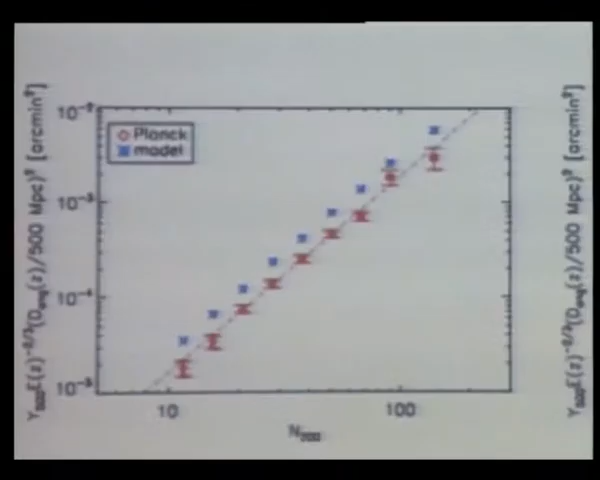 Y₅₀₀E(z)⁻²/³(D_ang(z)/500 Mpc)² [arcmin²]
10⁻²
Planck
model
10⁻³
10⁻⁴
10⁻⁵
10
100
N₂₀₀
Y₅₀₀E(z)⁻²/³(D_ang(z)/500 Mpc)² [arcmin²]